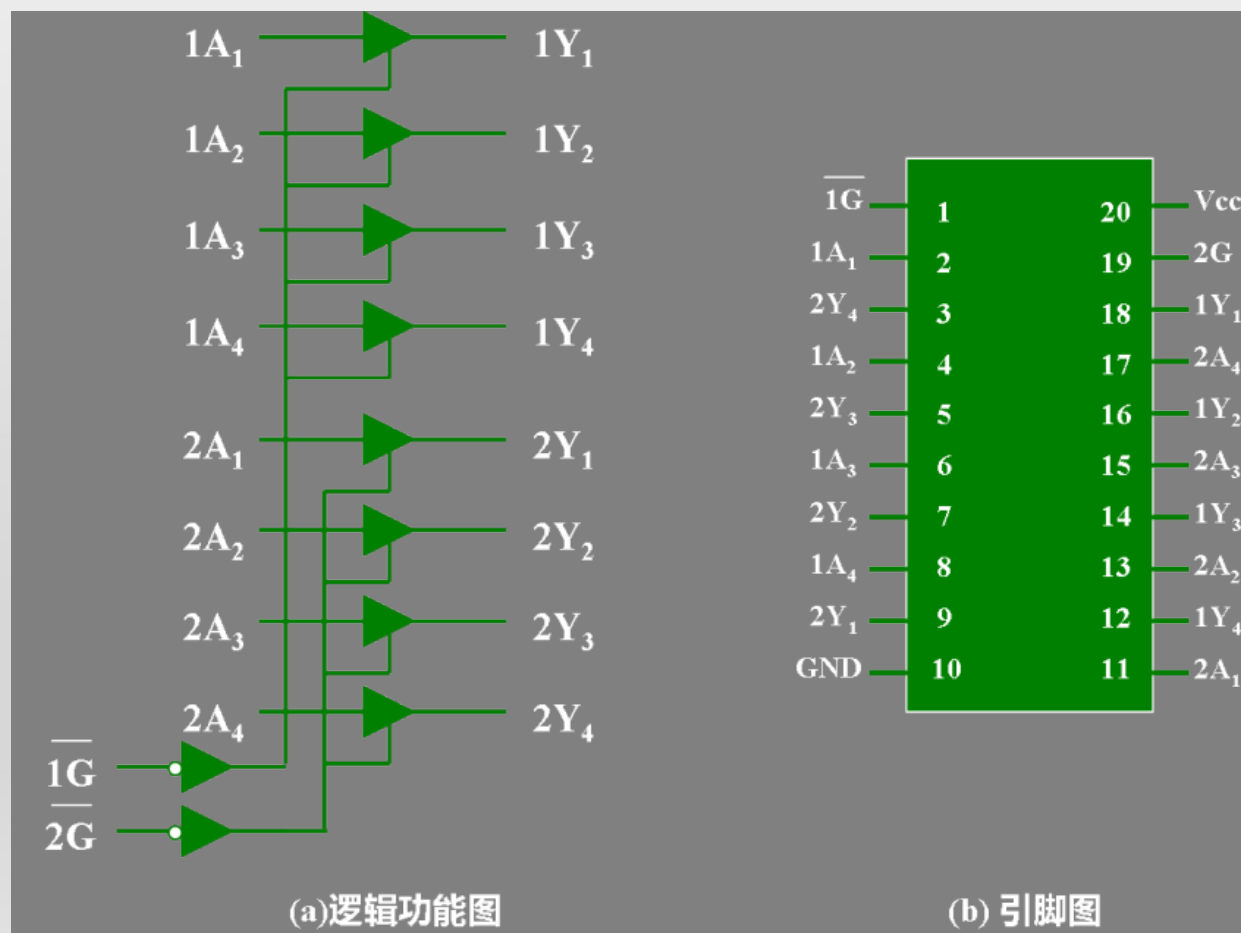 1A₁ 1Y₁
1A₂ 1Y₂
1A₃ 1Y₃
1A₄ 1Y₄
2A₁ 2Y₁
2A₂ 2Y₂
2A₃ 2Y₃
2A₄ 2Y₄
1G̅
2G̅
(a)逻辑功能图
1G̅ 1 20 Vcc
1A₁ 2 19 2G
2Y₄ 3 18 1Y₁
1A₂ 4 17 2A₄
2Y₃ 5 16 1Y₂
1A₃ 6 15 2A₃
2Y₂ 7 14 1Y₃
1A₄ 8 13 2A₂
2Y₁ 9 12 1Y₄
GND 10 11 2A₁
(b) 引脚图